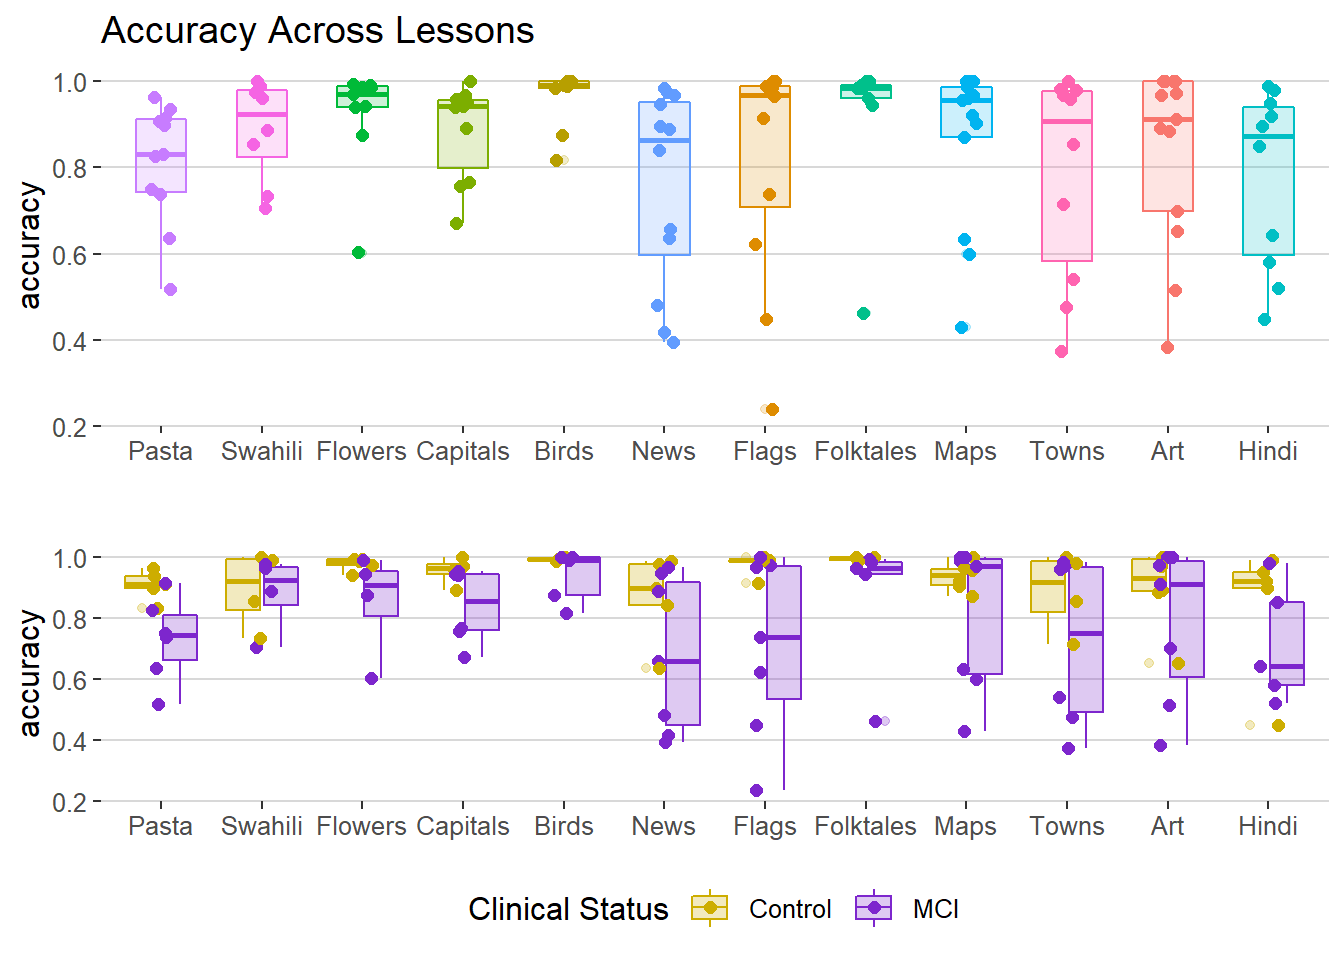 Accuracy Across Lessons
accuracy
1.0
0.8
0.6
0.4
0.2
Pasta Swahili Flowers Capitals Birds News Flags Folktales Maps Towns Art Hindi
accuracy
1.0
0.8
0.6
0.4
0.2
Pasta Swahili Flowers Capitals Birds News Flags Folktales Maps Towns Art Hindi
Clinical Status Control MCI